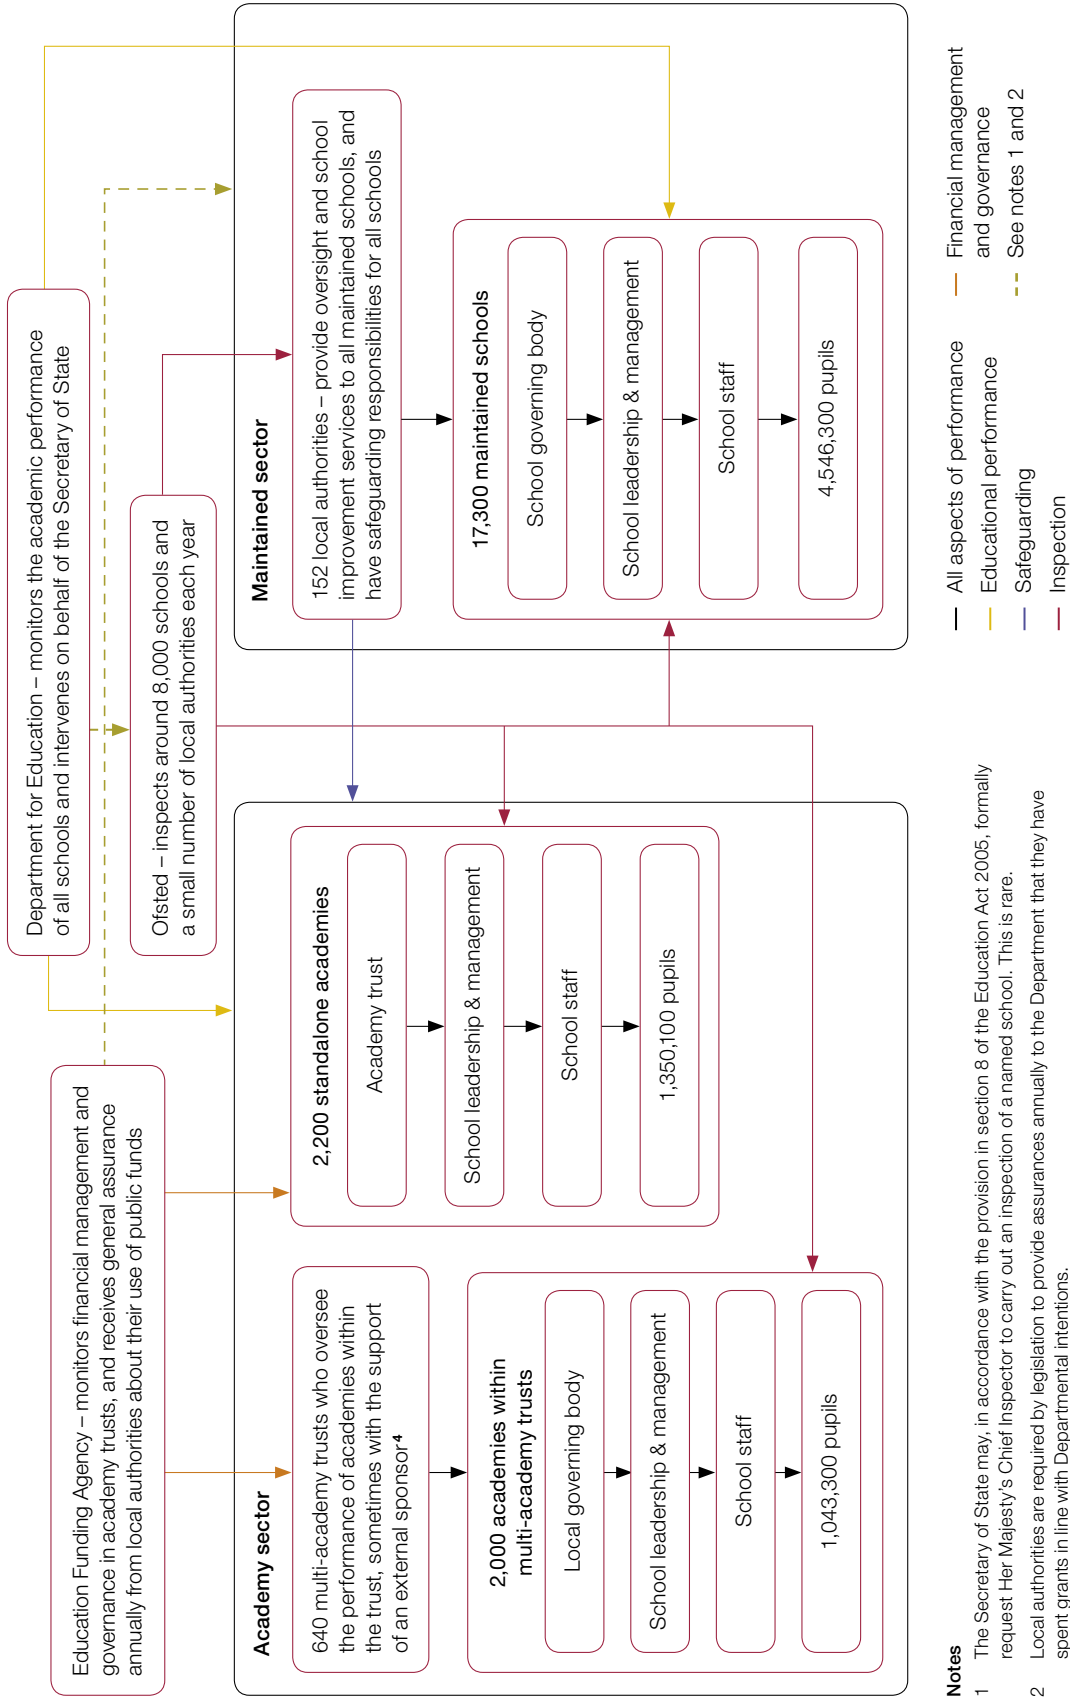 Department for Education – monitors the academic performance
of all schools and intervenes on behalf of the Secretary of State
Education Funding Agency – monitors financial management and
governance in academy trusts, and receives general assurance
annually from local authorities about their use of public funds
Ofsted – inspects around 8,000 schools and
a small number of local authorities each year
Academy sector
640 multi-academy trusts who oversee
the performance of academies within
the trust, sometimes with the support
of an external sponsor4
2,000 academies within
multi-academy trusts
Local governing body
School leadership & management
School staff
1,043,300 pupils
2,200 standalone academies
Academy trust
School leadership & management
School staff
1,350,100 pupils
Maintained sector
152 local authorities – provide oversight and school
improvement services to all maintained schools, and
have safeguarding responsibilities for all schools
17,300 maintained schools
School governing body
School leadership & management
School staff
4,546,300 pupils
All aspects of performance
Educational performance
Safeguarding
Inspection
Financial management
and governance
See notes 1 and 2
Notes
1 The Secretary of State may, in accordance with the provision in section 8 of the Education Act 2005, formally
request Her Majesty's Chief Inspector to carry out an inspection of a named school. This is rare.
2 Local authorities are required by legislation to provide assurances annually to the Department that they have
spent grants in line with Departmental intentions.